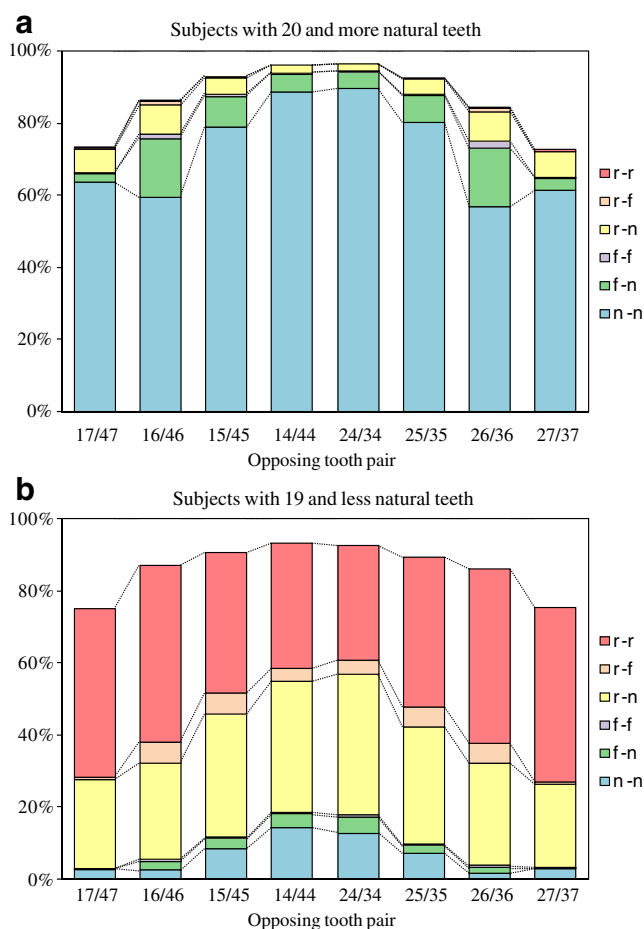 a
Subjects with 20 and more natural teeth
100%
80%
60%
40%
20%
0%
r-r
r-f
r-n
f-f
f-n
n-n
17/47 16/46 15/45 14/44 24/34 25/35 26/36 27/37
Opposing tooth pair
b
Subjects with 19 and less natural teeth
100%
80%
60%
40%
20%
0%
r-r
r-f
r-n
f-f
f-n
n-n
17/47 16/46 15/45 14/44 24/34 25/35 26/36 27/37
Opposing tooth pair